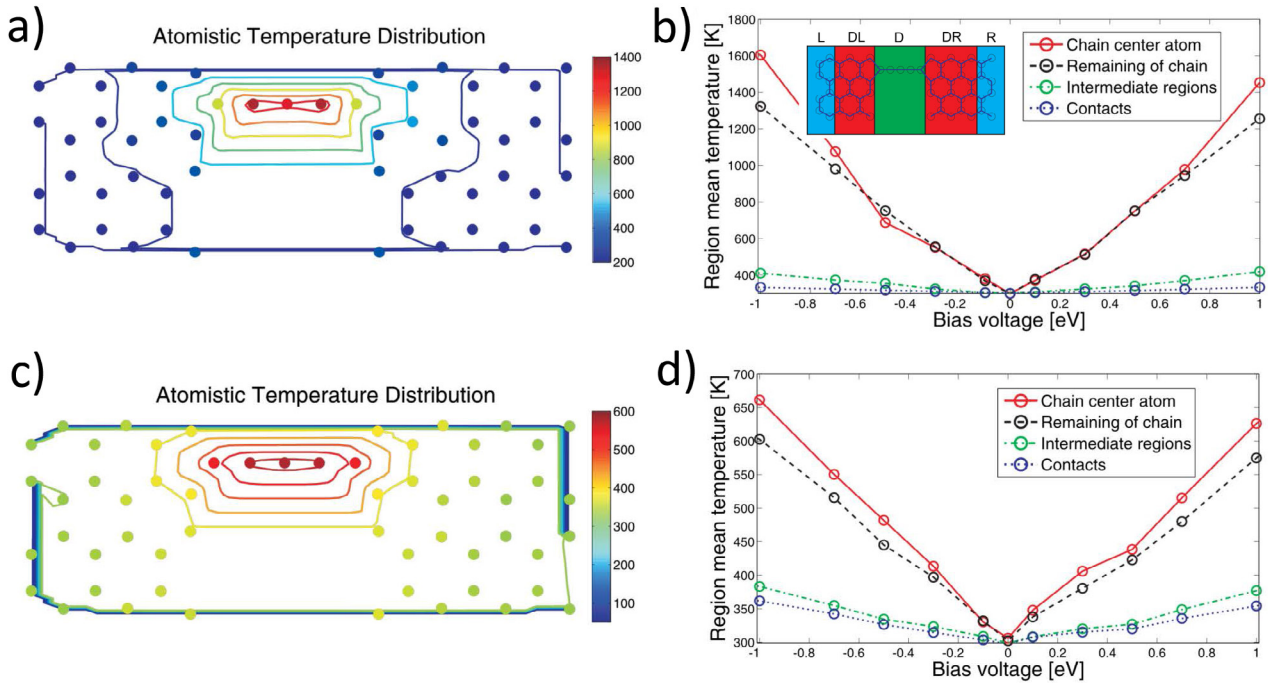 a)
Atomistic Temperature Distribution
1400
1200
1000
800
600
400
200
b)
Region mean temperature [K]
1800
1600
1400
1200
1000
800
600
400
L DL D DR R
Chain center atom
Remaining of chain
Intermediate regions
Contacts
-1 -0.8 -0.6 -0.4 -0.2 0 0.2 0.4 0.6 0.8 1
Bias voltage [eV]
c)
Atomistic Temperature Distribution
600
500
400
300
200
100
d)
Region mean temperature [K]
700
650
600
550
500
450
400
350
300
Chain center atom
Remaining of chain
Intermediate regions
Contacts
-1 -0.8 -0.6 -0.4 -0.2 0 0.2 0.4 0.6 0.8 1
Bias voltage [eV]